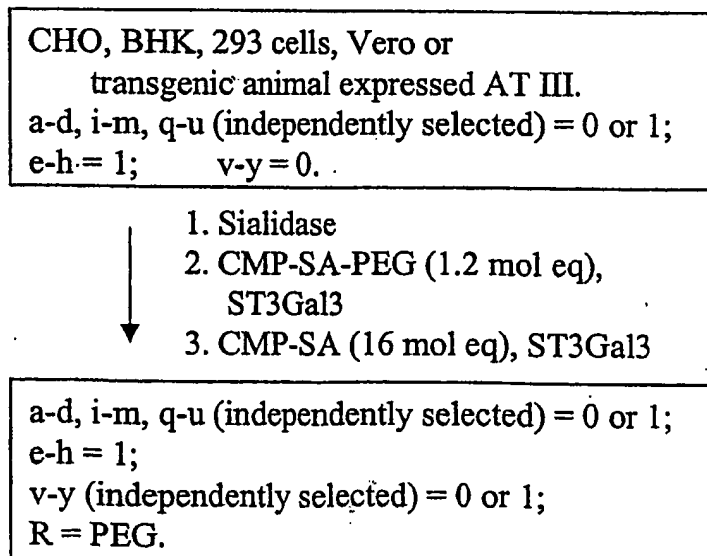 CHO, BHK, 293 cells, Vero or
transgenic animal expressed AT III.
a-d, i-m, q-u (independently selected) = 0 or 1;
e-h = 1; v-y = 0.
1. Sialidase
2. CMP-SA-PEG (1.2 mol eq),
ST3Gal3
3. CMP-SA (16 mol eq), ST3Gal3
a-d, i-m, q-u (independently selected) = 0 or 1;
e-h = 1;
v-y (independently selected) = 0 or 1;
R = PEG.